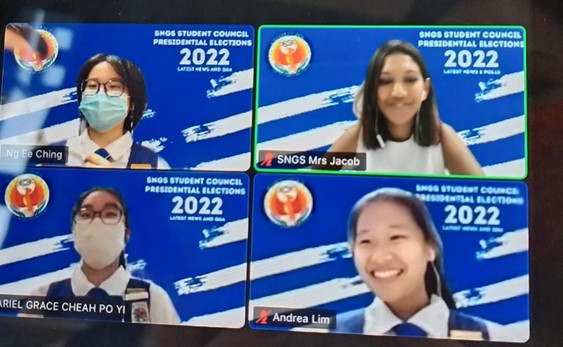 SNGS STUDENT COUNCIL
PRESIDENTIAL ELECTIONS
2022
LATEST NEWS AND Q&A
Ng Ee Ching
SNGS STUDENT COUNCIL
PRESIDENTIAL ELECTIONS
2022
LATEST NEWS & POLLS
SNGS Mrs Jacob
SNGS STUDENT COUNCIL
PRESIDENTIAL ELECTIONS
2022
LATEST NEWS AND Q&A
ARIEL GRACE CHEAH PO YI
SNGS STUDENT COUNCIL
PRESIDENTIAL ELECTIONS
2022
LATEST NEWS & POLLS
Andrea Lim